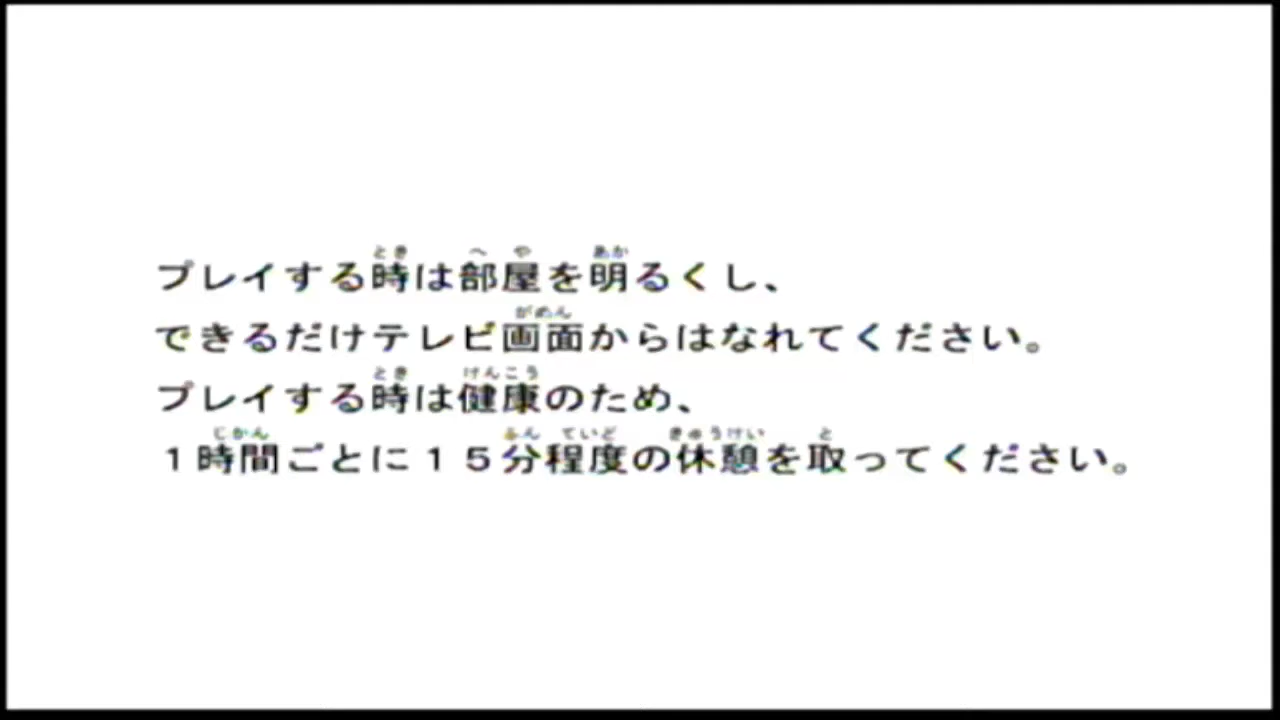 プレイする時は部屋を明るくし、
できるだけテレビ画面からはなれてください。
プレイする時は健康のため、
１時間ごとに１５分程度の休憩を取ってください。